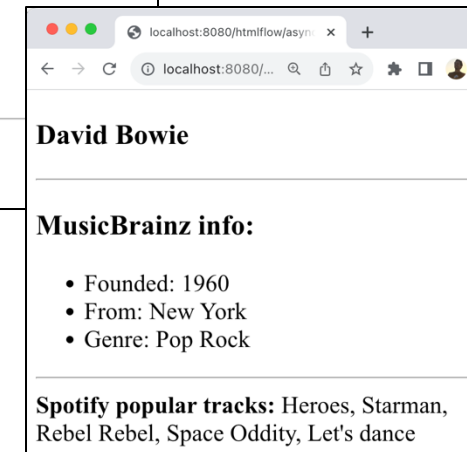 localhost:8080/htmlflow/asyn
localhost:8080/...
David Bowie
MusicBrainz info:
• Founded: 1960
• From: New York
• Genre: Pop Rock
Spotify popular tracks: Heroes, Starman,
Rebel Rebel, Space Oddity, Let's dance